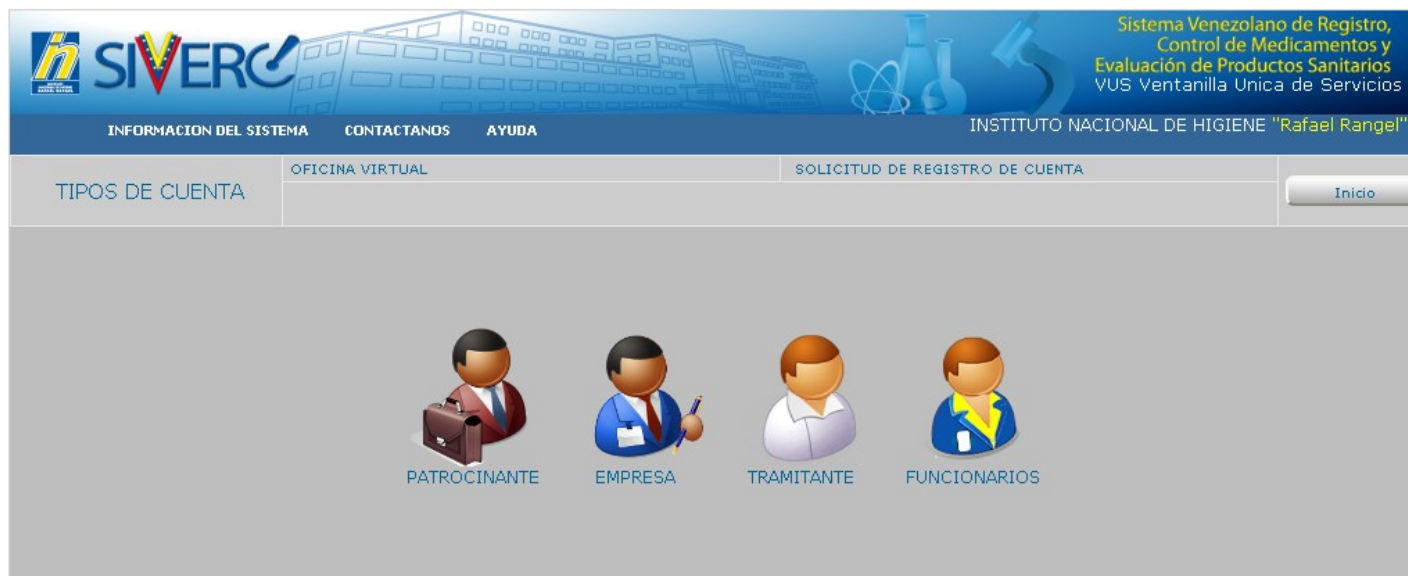 SIVERC
Sistema Venezolano de Registro,
Control de Medicamentos y
Evaluación de Productos Sanitarios
VUS Ventanilla Unica de Servicios
INFORMACION DEL SISTEMA CONTACTANOS AYUDA
INSTITUTO NACIONAL DE HIGIENE "Rafael Rangel"
TIPOS DE CUENTA
OFICINA VIRTUAL
SOLICITUD DE REGISTRO DE CUENTA
Inicio
PATROCINANTE EMPRESA TRAMITANTE FUNCIONARIOS